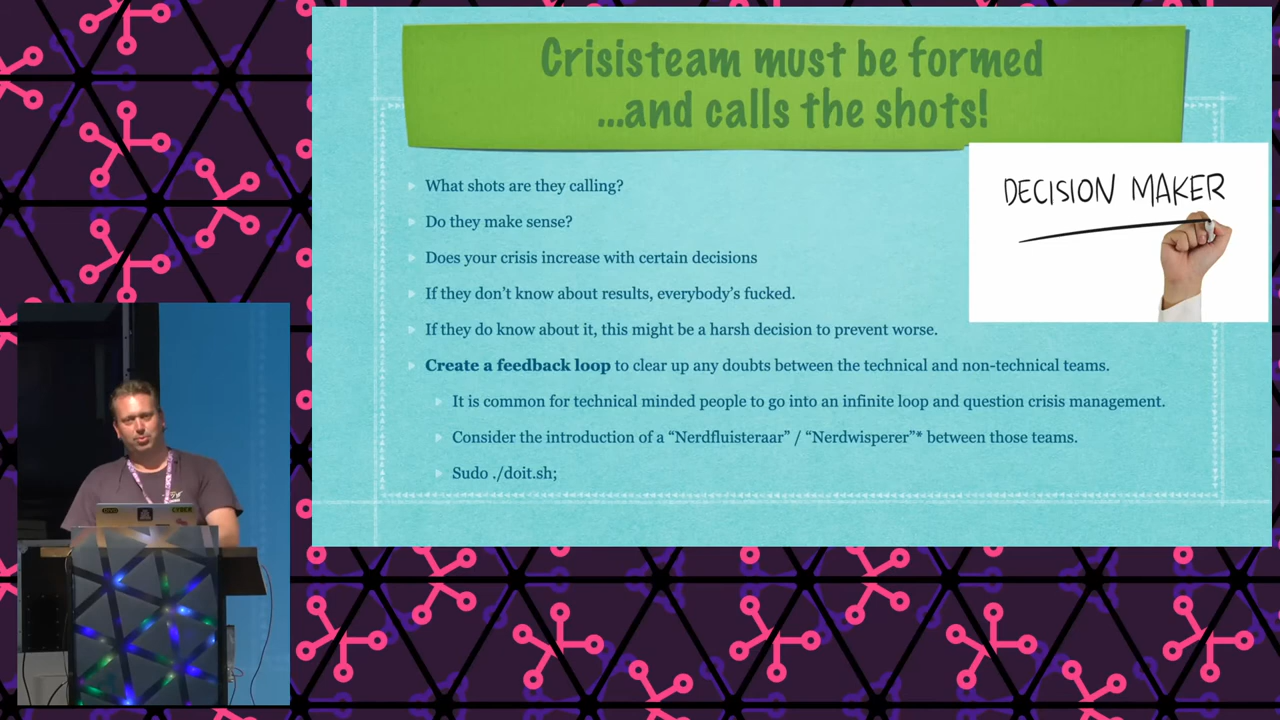 Crisisteam must be formed
...and calls the shots!
DECISION MAKER
What shots are they calling?
Do they make sense?
Does your crisis increase with certain decisions
If they don’t know about results, everybody’s fucked.
If they do know about it, this might be a harsh decision to prevent worse.
Create a feedback loop to clear up any doubts between the technical and non-technical teams.
It is common for technical minded people to go into an infinite loop and question crisis management.
Consider the introduction of a “Nerdfluisteraar” / “Nerdwisperer”* between those teams.
Sudo ./doit.sh;